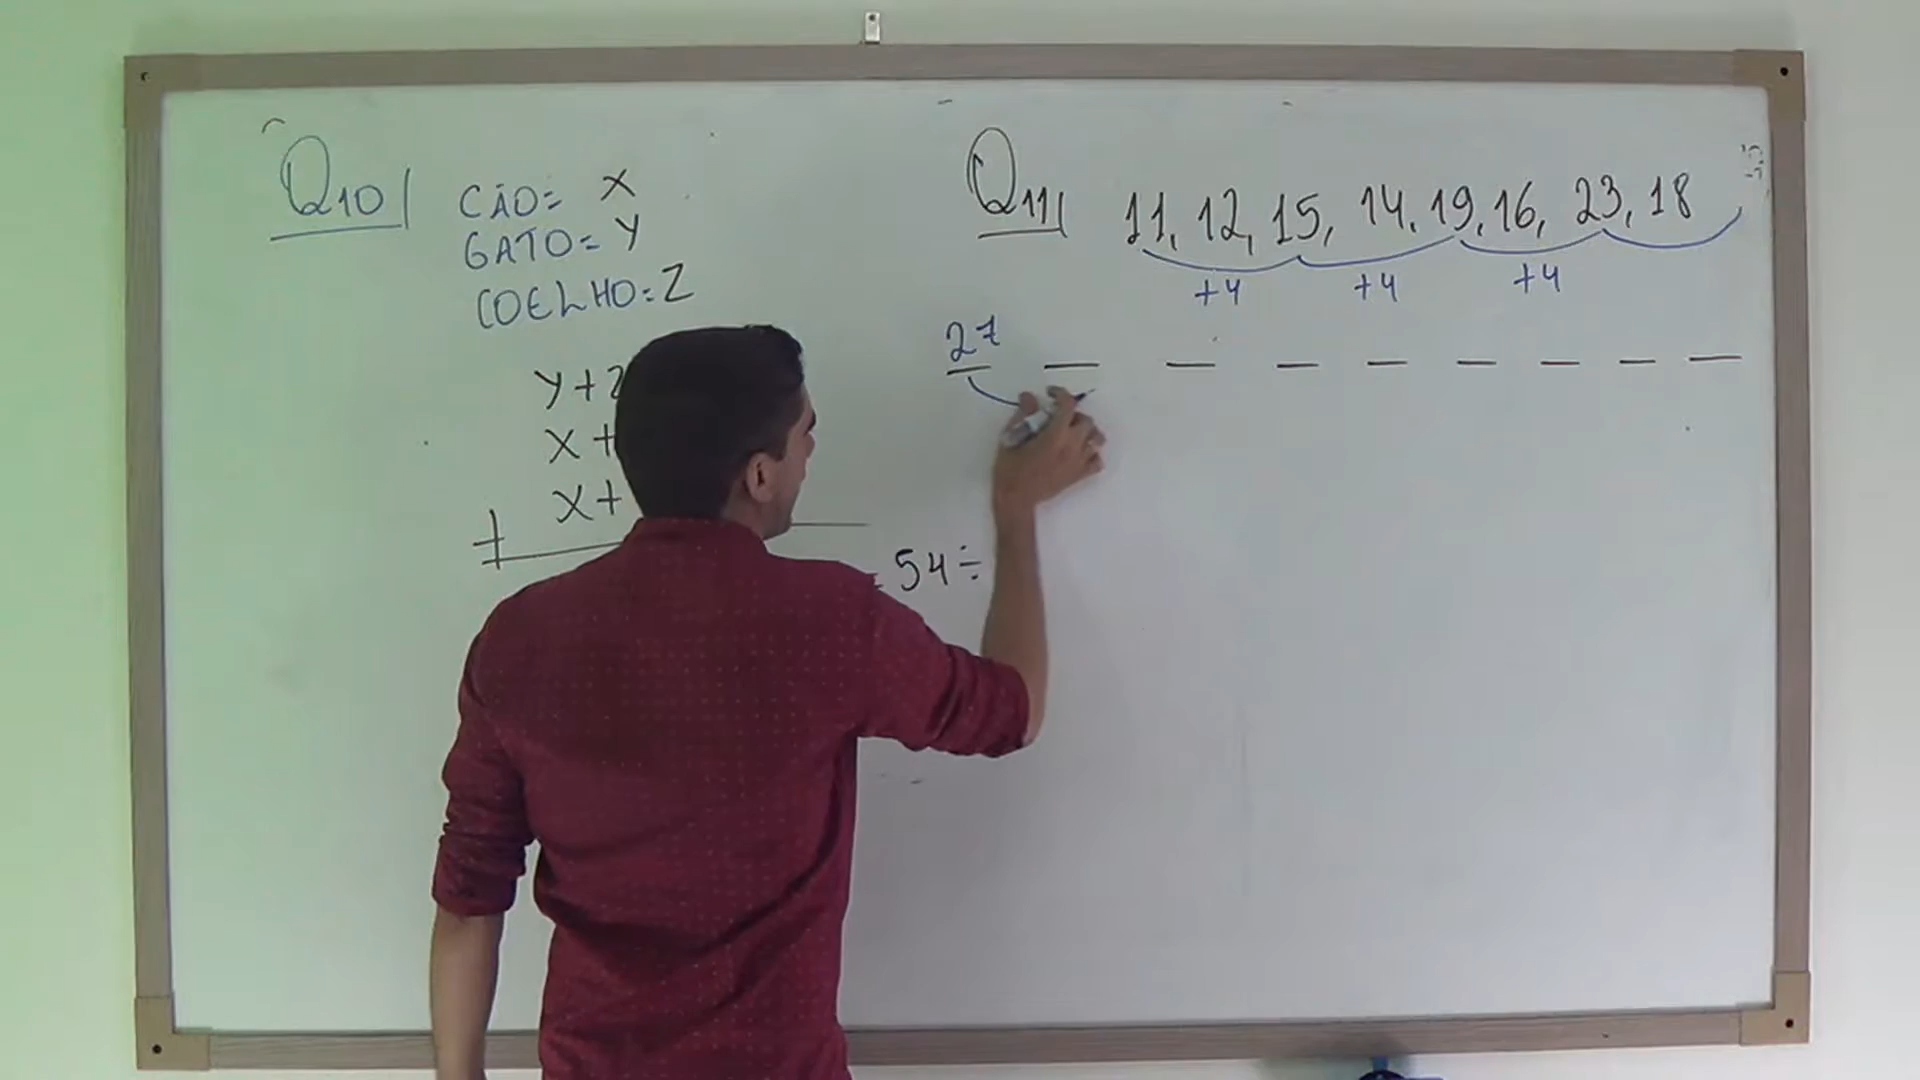 Q10
CÃO= X
GATO= Y
COELHO= Z
Y+
X+
X+
+
54 ÷
Q11
11, 12, 15, 14, 19, 16, 23, 18
+4 +4 +4
27 _ _ _ _ _ _ _ _